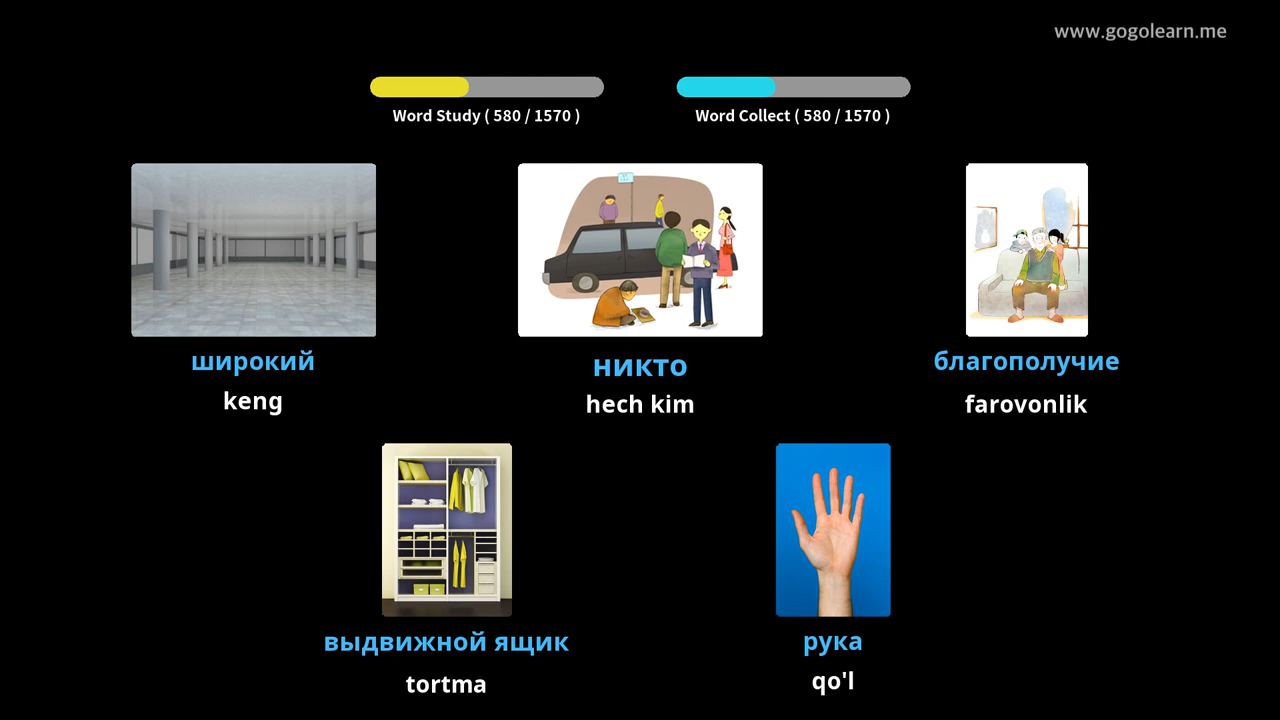 www.gogolearn.me
Word Study ( 580 / 1570 )
Word Collect ( 580 / 1570 )
широкий
keng
никто
hech kim
благополучие
farovonlik
выдвижной ящик
tortma
рука
qo'l